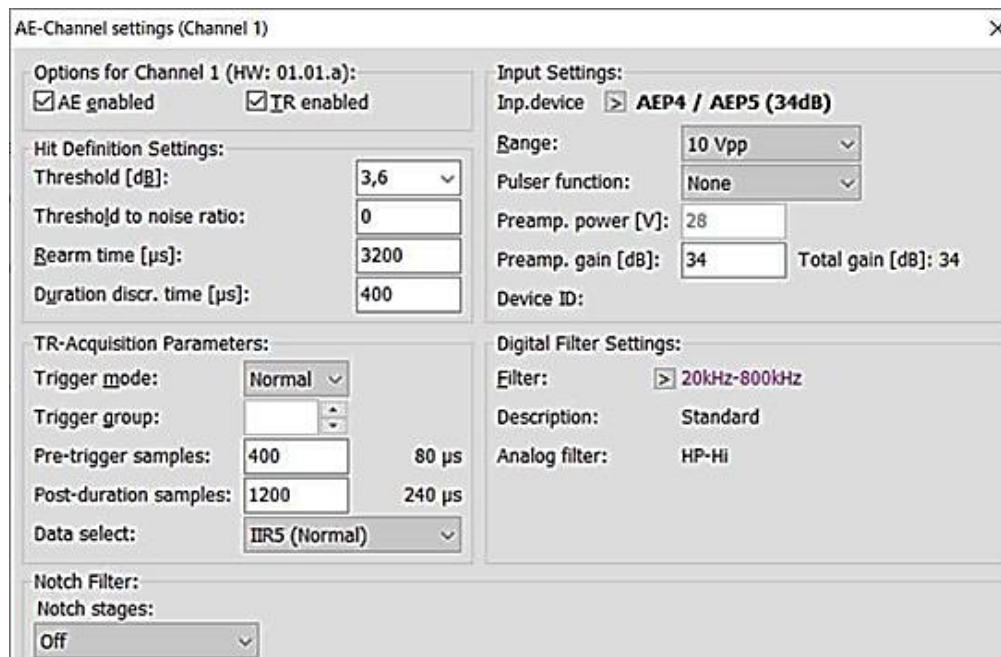 AE-Channel settings (Channel 1)
Options for Channel 1 (HW: 01.01.a):
AE enabled
TR enabled
Hit Definition Settings:
Threshold [dB]:
3,6
Threshold to noise ratio:
0
Rearm time [µs]:
3200
Duration discr. time [µs]:
400
TR-Acquisition Parameters:
Trigger mode:
Normal
Trigger group:
Pre-trigger samples:
400
80 µs
Post-duration samples:
1200
240 µs
Data select:
IIR5 (Normal)
Notch Filter:
Notch stages:
Off
Input Settings:
Inp.device > AEP4 / AEP5 (34dB)
Range:
10 Vpp
Pulser function:
None
Preamp. power [V]:
28
Preamp. gain [dB]:
34
Total gain [dB]: 34
Device ID:
Digital Filter Settings:
Filter:
> 20kHz-800kHz
Description:
Standard
Analog filter:
HP-Hi